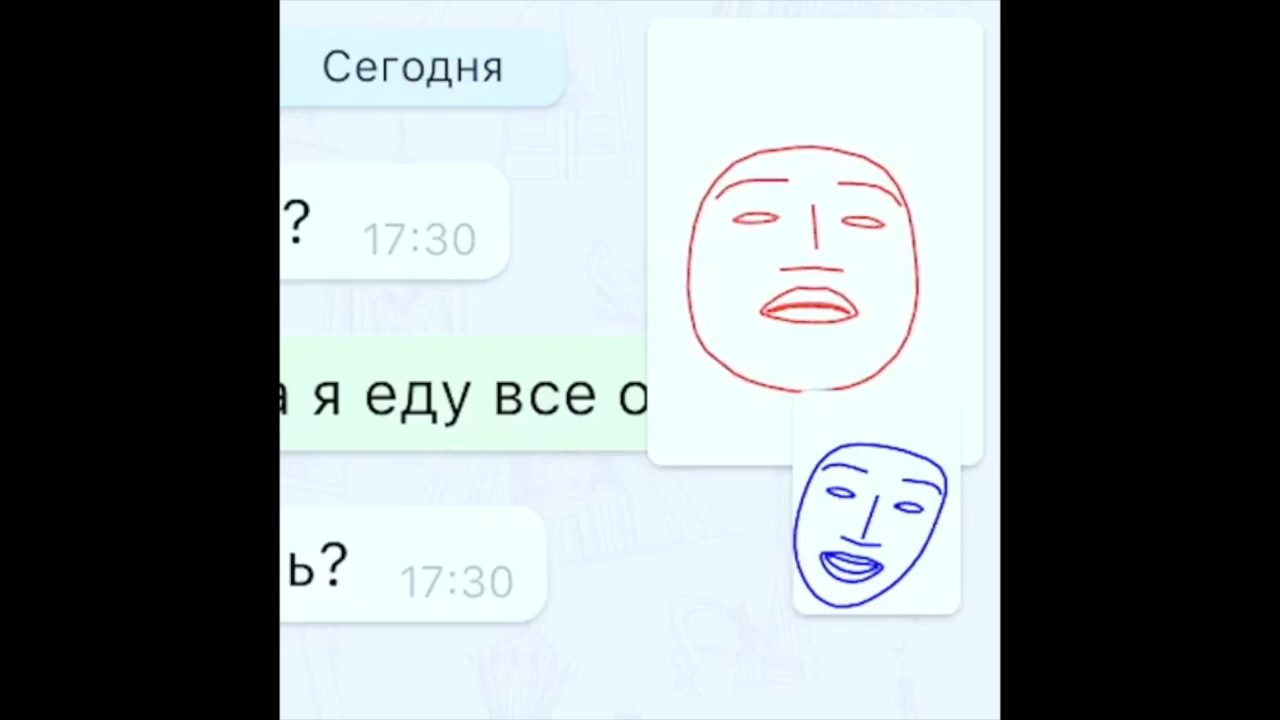 Сегодня
? 17:30
я еду все
ь? 17:30